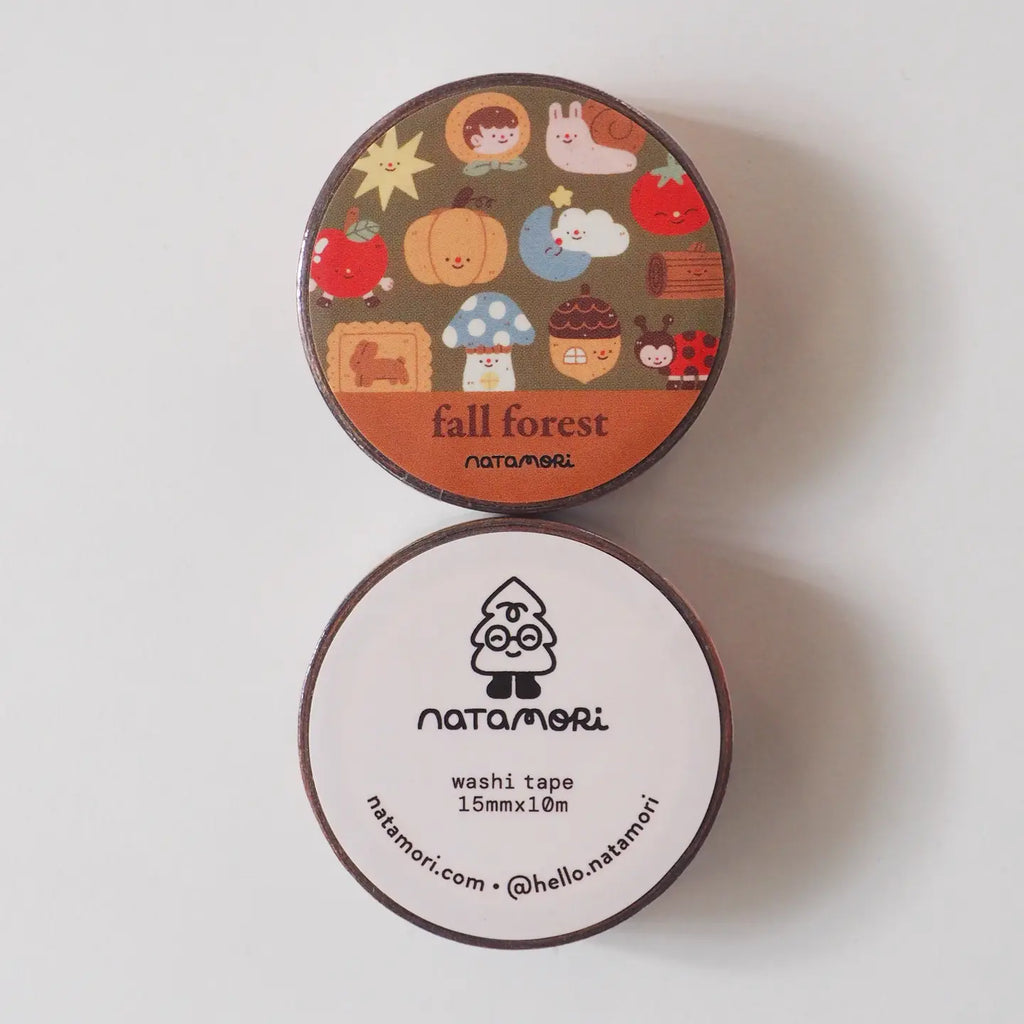 fall forest
natamori
natamori
washi tape
15mmx10m
natamori.com • @hello.natamori